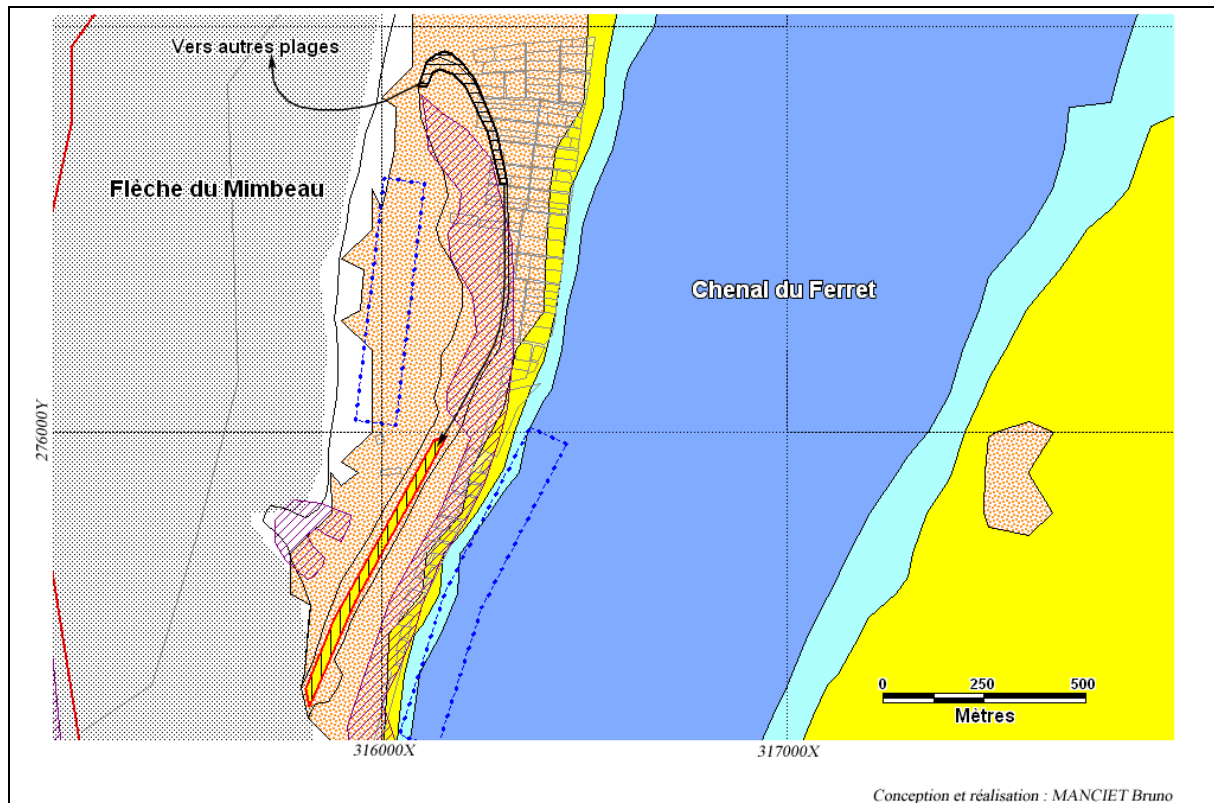 Vers autres plages
Flèche du Mimbeau
Chenal du Ferret
276000Y
0 250 500
Mètres
316000X
317000X
Conception et réalisation : MANCIET Bruno